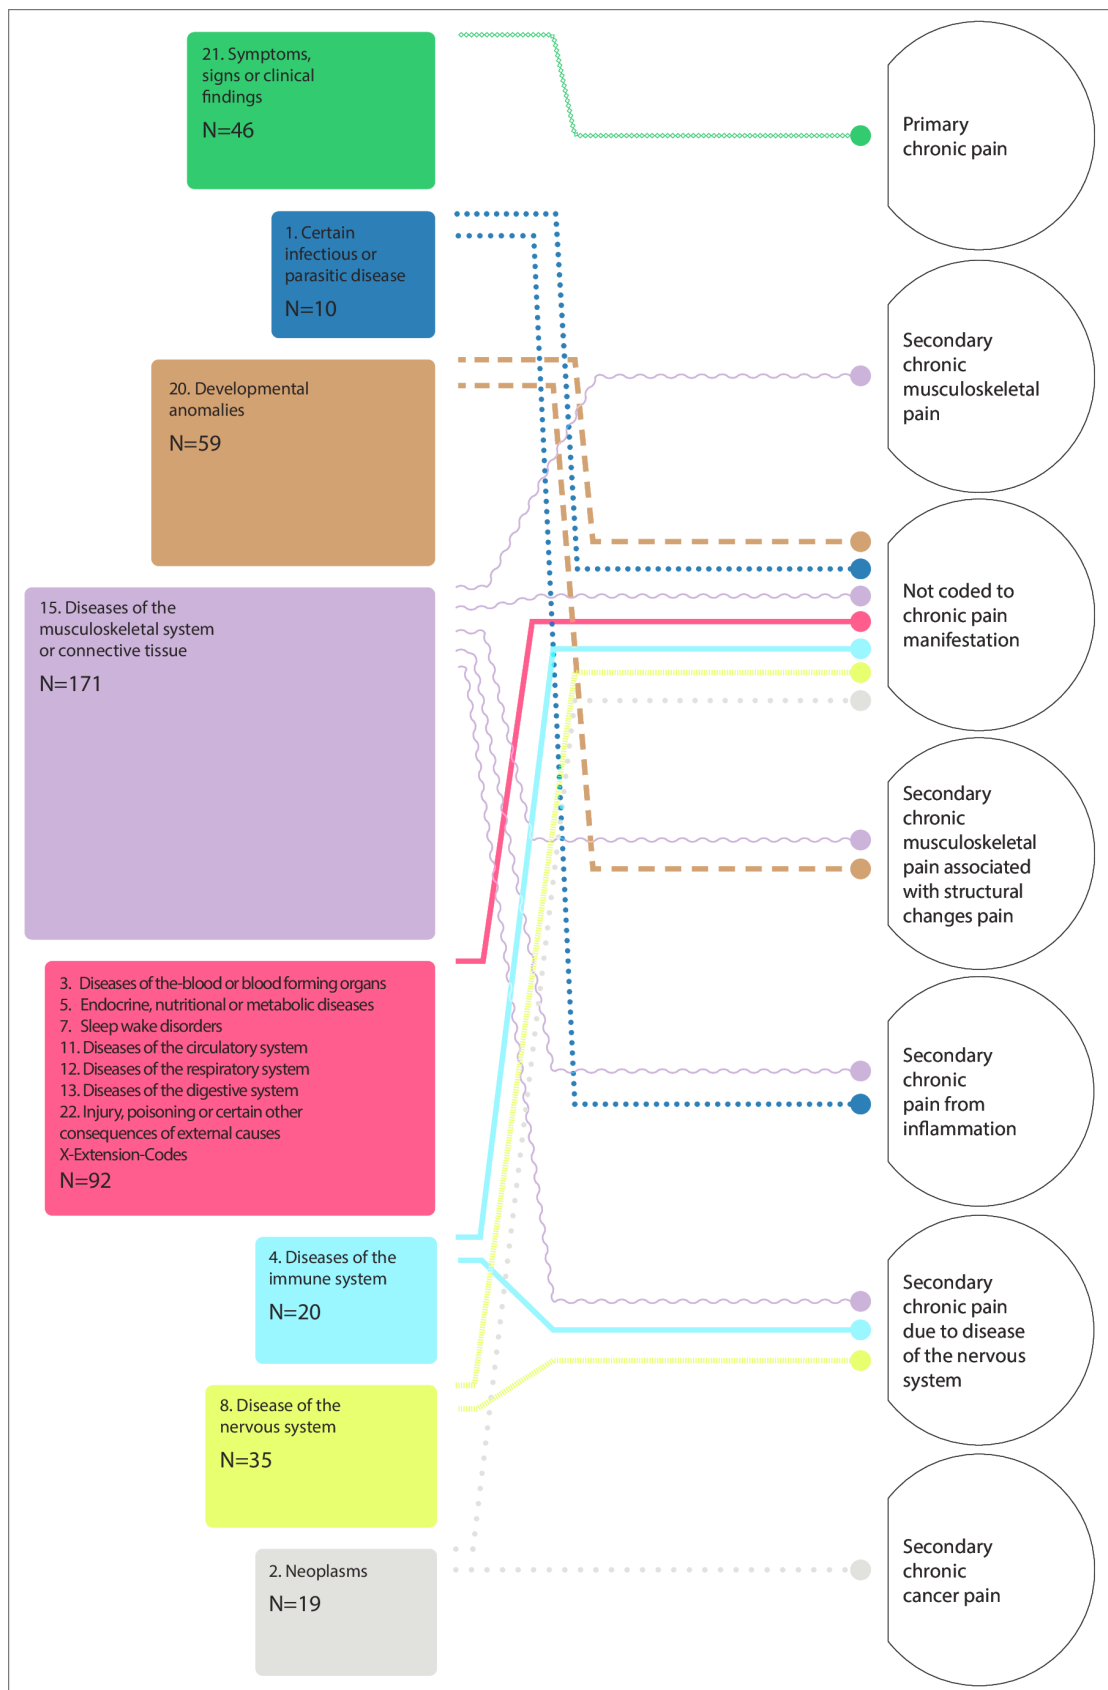 21. Symptoms,
signs or clinical
findings
N=46
1. Certain
infectious or
parasitic disease
N=10
20. Developmental
anomalies
N=59
15. Diseases of the
musculoskeletal system
or connective tissue
N=171
3. Diseases of the-blood or blood forming organs
5. Endocrine, nutritional or metabolic diseases
7. Sleep wake disorders
11. Diseases of the circulatory system
12. Diseases of the respiratory system
13. Diseases of the digestive system
22. Injury, poisoning or certain other
consequences of external causes
X-Extension-Codes
N=92
4. Diseases of the
immune system
N=20
8. Disease of the
nervous system
N=35
2. Neoplasms
N=19
Primary
chronic pain
Secondary
chronic
musculoskeletal
pain
Not coded to
chronic pain
manifestation
Secondary
chronic
musculoskeletal
pain associated
with structural
changes pain
Secondary
chronic
pain from
inflammation
Secondary
chronic pain
due to disease
of the nervous
system
Secondary
chronic
cancer pain